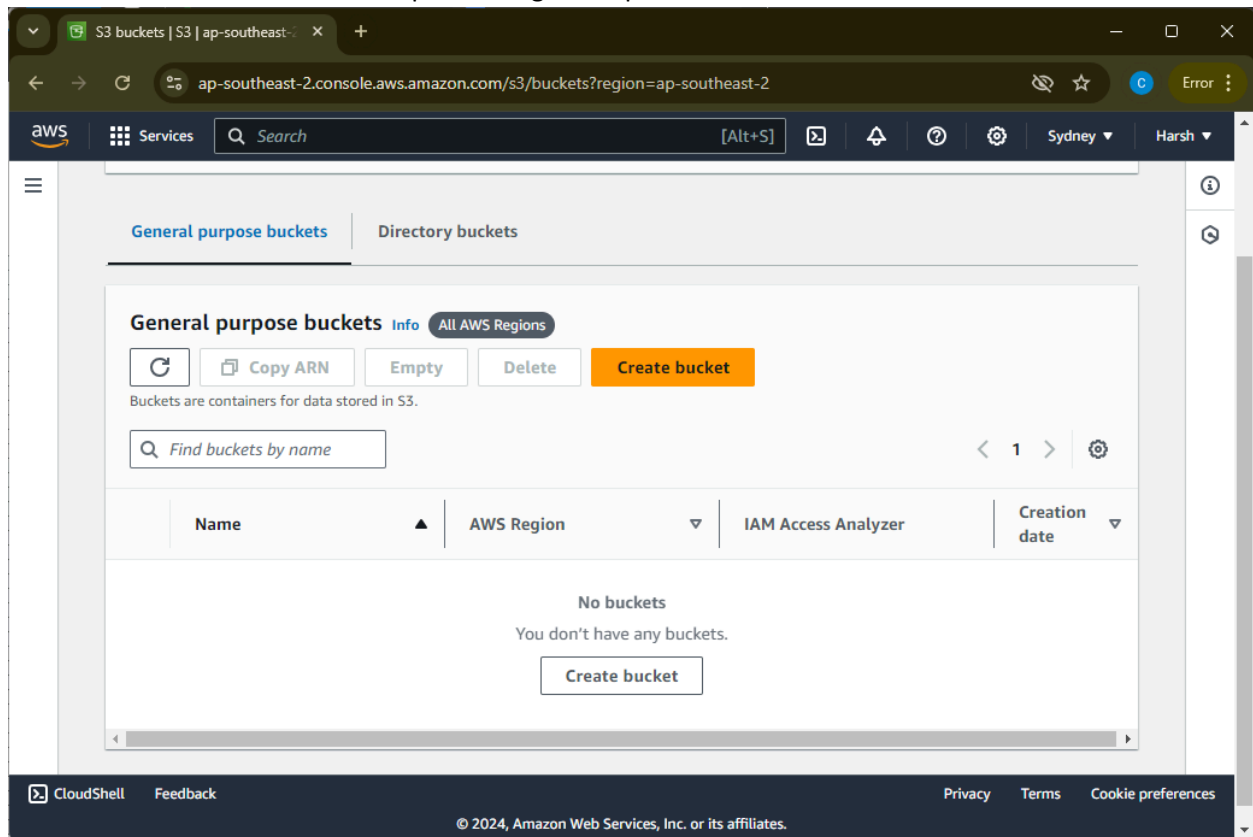 S3 buckets | S3 | ap-southeast-2
ap-southeast-2.console.aws.amazon.com/s3/buckets?region=ap-southeast-2
Error
aws
Services
Search
[Alt+S]
Sydney
Harsh
General purpose buckets
Directory buckets
General purpose buckets Info All AWS Regions
Copy ARN
Empty
Delete
Create bucket
Buckets are containers for data stored in S3.
Find buckets by name
1
Name
AWS Region
IAM Access Analyzer
Creation
date
No buckets
You don't have any buckets.
Create bucket
CloudShell
Feedback
Privacy
Terms
Cookie preferences
© 2024, Amazon Web Services, Inc. or its affiliates.